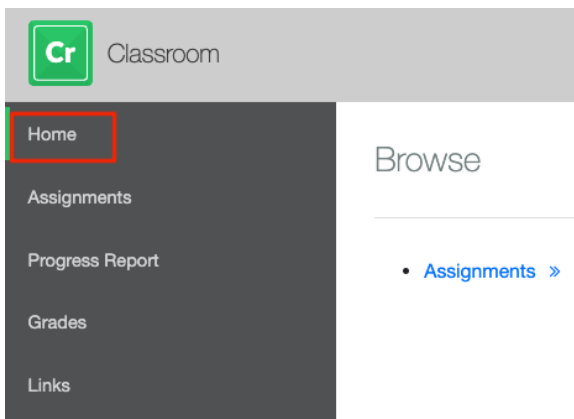 Cr Classroom
Home
Assignments
Progress Report
Grades
Links
Browse
Assignments »